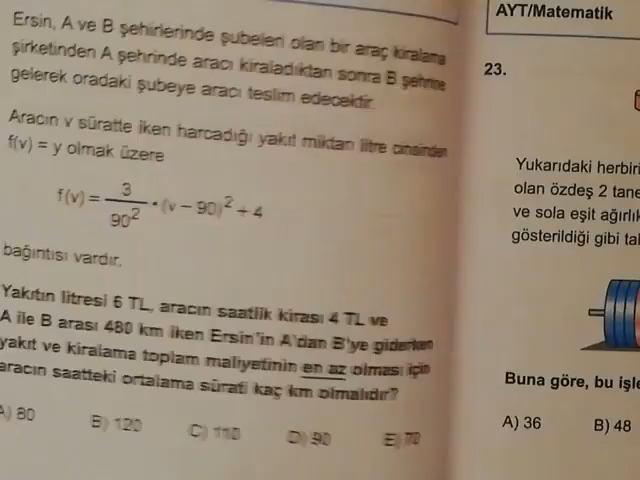 Ersin, A ve B şehirlerinde şubeleri olan bir araç kiralama
şirketinden A şehrinde aracı kiraladıktan sonra B şehrine
gelerek oradaki şubeye aracı teslim edecektir.
Aracın v süratte iken harcadığı yakıt miktarı litre cinsinden
f(v) = y olmak üzere
f(v) = 3/90² • (v − 90)² + 4
bağıntısı vardır.
Yakıtın litresi 6 TL, aracın saatlik kirası 4 TL ve
A ile B arası 480 km iken Ersin'in A'dan B'ye giderken
yakıt ve kiralama toplam maliyetinin en az olması için
aracın saatteki ortalama sürati kaç km olmalıdır?
A) 80 B) 120 C) 110 D) 90 E) 70
AYT/Matematik
23.
Yukarıdaki herbiri
olan özdeş 2 tane
ve sola eşit ağırlık
gösterildiği gibi tak
Buna göre, bu işle
A) 36 B) 48